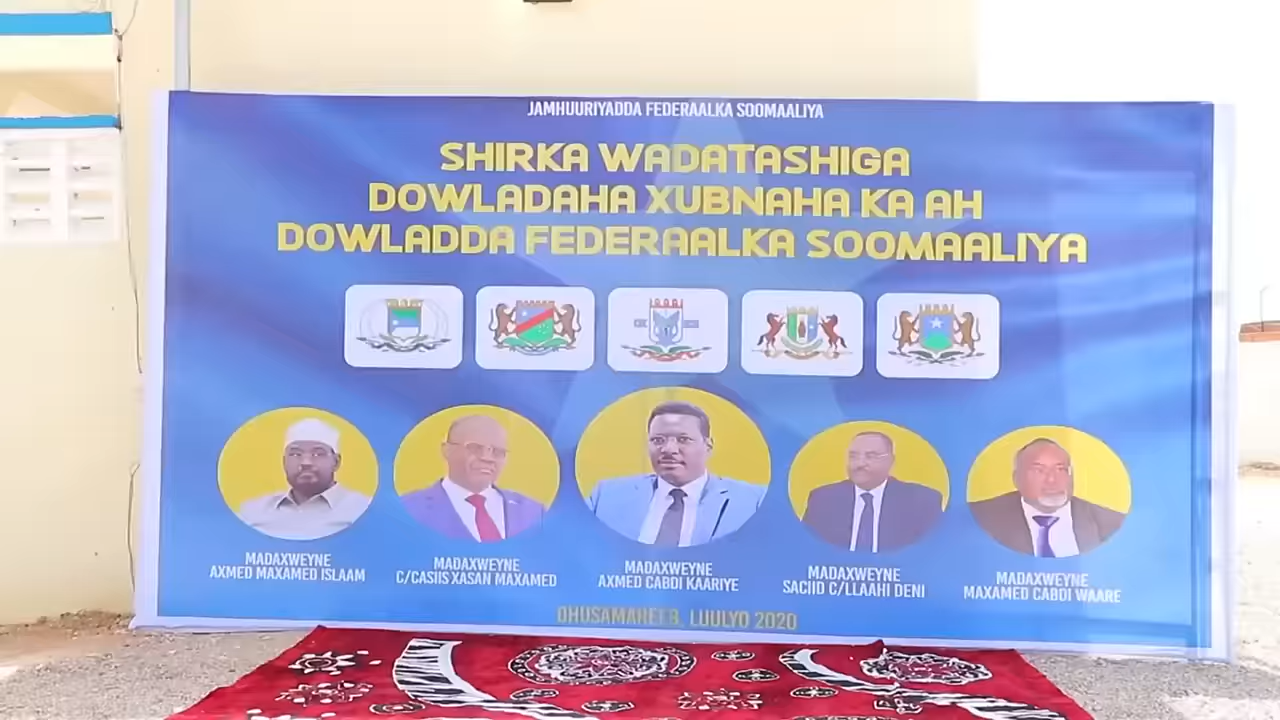 JAMHUURIYADDA FEDERAALKA SOOMAALIYA
SHIRKA WADATASHIGA
DOWLADAHA XUBNAHA KA AH
DOWLADDA FEDERAALKA SOOMAALIYA
MADAXWEYNE
AXMED MAXAMED ISLAAM
MADAXWEYNE
C/CASIIS XASAN MAXAMED
MADAXWEYNE
AXMED CABDI KAARIYE
MADAXWEYNE
SACIID C/LLAAHI DENI
MADAXWEYNE
MAXAMED CABDI WAARE
DHUSAMAREEB, LUULYO 2020